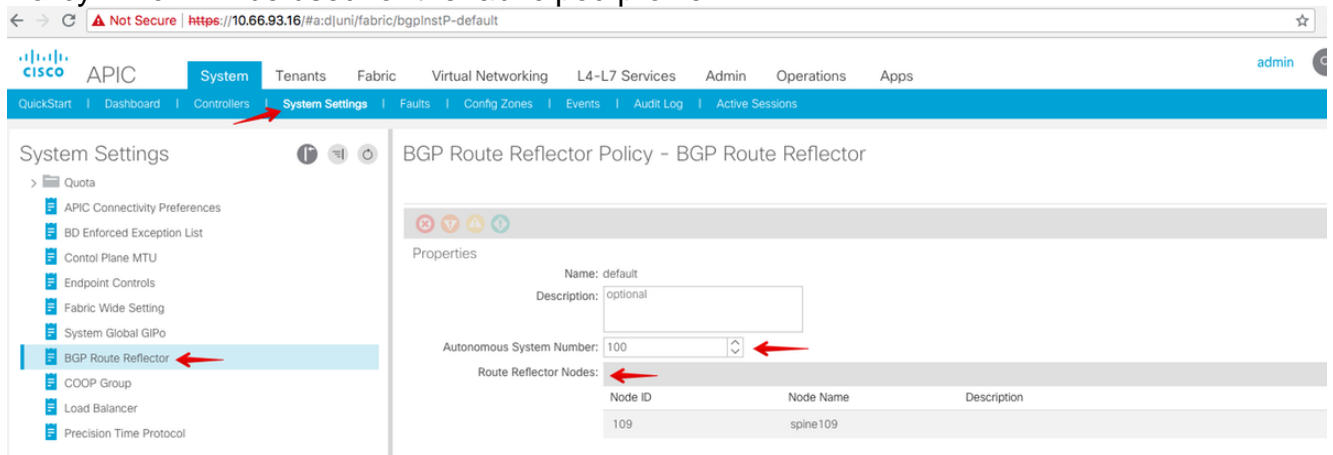 Not Secure | https://10.66.93.16/#a:d|uni/fabric/bgpInstP-default
CISCO APIC System Tenants Fabric Virtual Networking L4-L7 Services Admin Operations Apps admin
QuickStart | Dashboard | Controllers | System Settings | Faults | Config Zones | Events | Audit Log | Active Sessions
System Settings
Quota
APIC Connectivity Preferences
BD Enforced Exception List
Contol Plane MTU
Endpoint Controls
Fabric Wide Setting
System Global GIPo
BGP Route Reflector
COOP Group
Load Balancer
Precision Time Protocol
BGP Route Reflector Policy - BGP Route Reflector
Properties
Name: default
Description: optional
Autonomous System Number: 100
Route Reflector Nodes:
Node ID Node Name Description
109 spine109